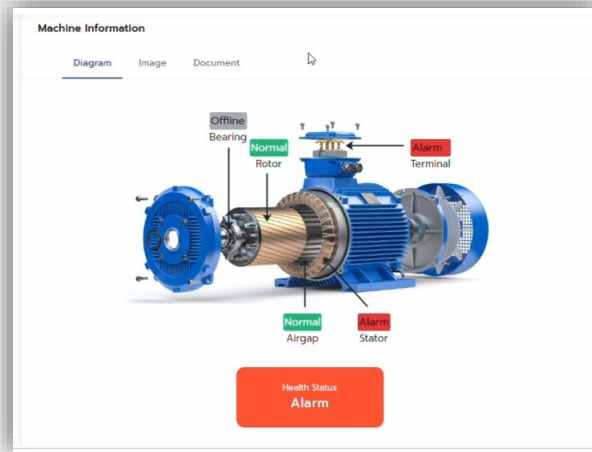 Machine Information
Diagram
Image
Document
Offline
Bearing
Normal
Rotor
Alarm
Terminal
Normal
Airgap
Alarm
Stator
Health Status
Alarm